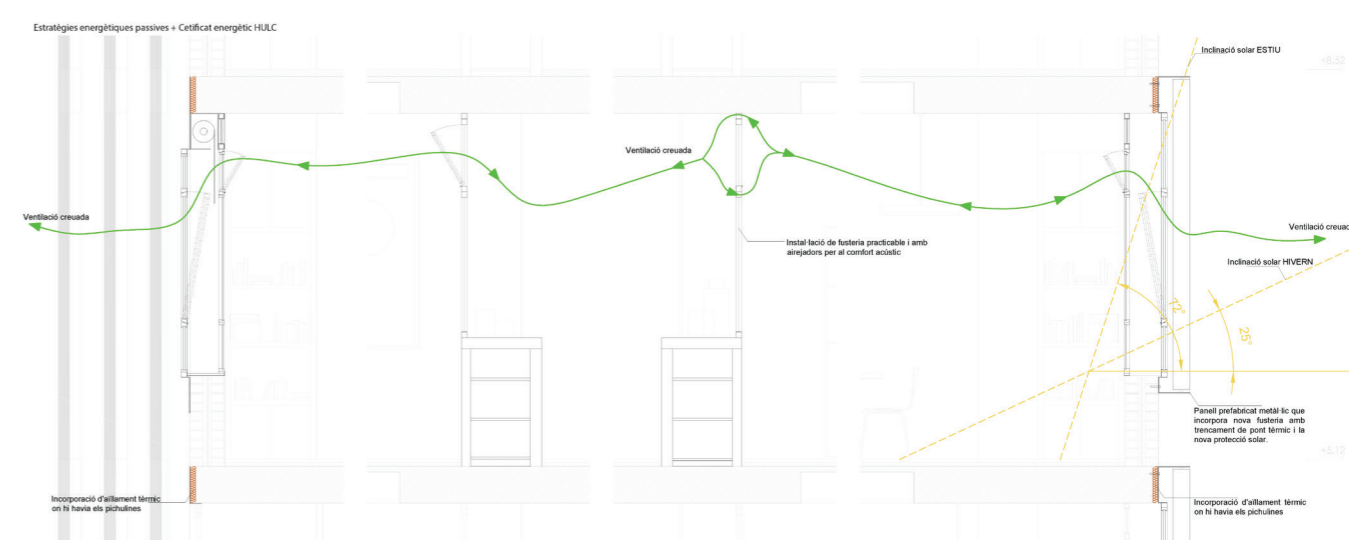 Estratègies energètiques passives + Cetificat energètic HULC
Inclinació solar ESTIU
+8.52
Ventilació creuada
Ventilació creuada
Instal·lació de fusteria practicable i amb
airejadors per al comfort acústic
Ventilació creuad
Inclinació solar HIVERN
72°
25°
Panell prefabricat metàl·lic que
incorpora nova fusteria amb
trencament de pont tèrmic i la
nova protecció solar.
+5.12
Incorporació d'aïllament tèrmic
on hi havia els pichulines
Incorporació d'aïllament tèrmic
on hi havia els pichulines